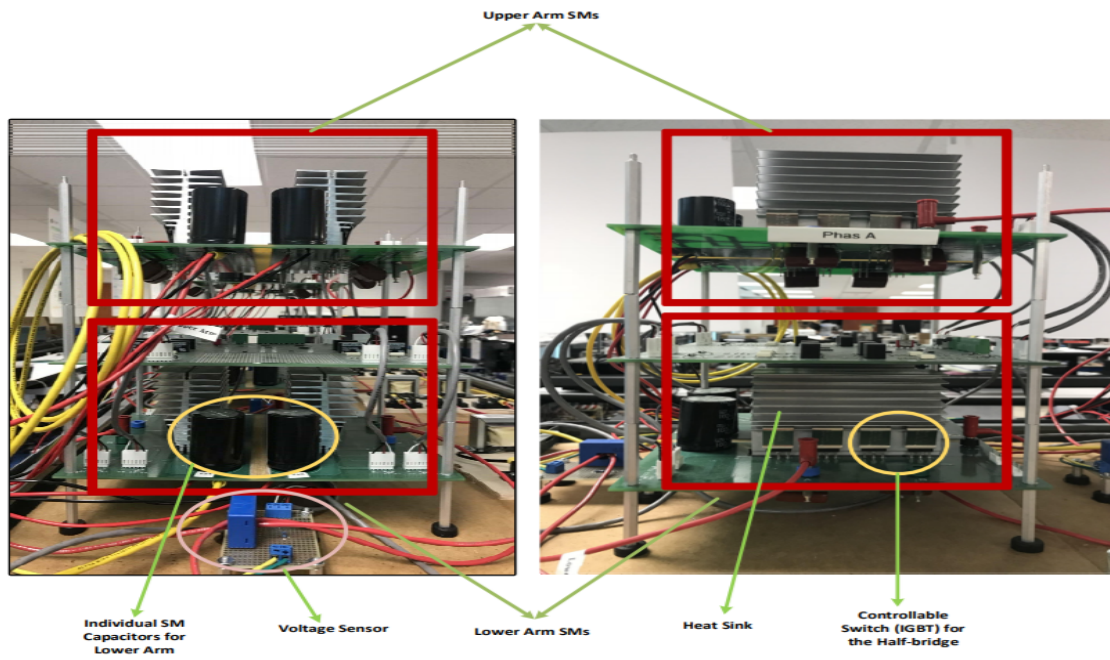 Upper Arm SMs
Phas A
Individual SM
Capacitors for
Lower Arm
Voltage Sensor
Lower Arm SMs
Heat Sink
Controllable
Switch (IGBT) for
the Half-bridge